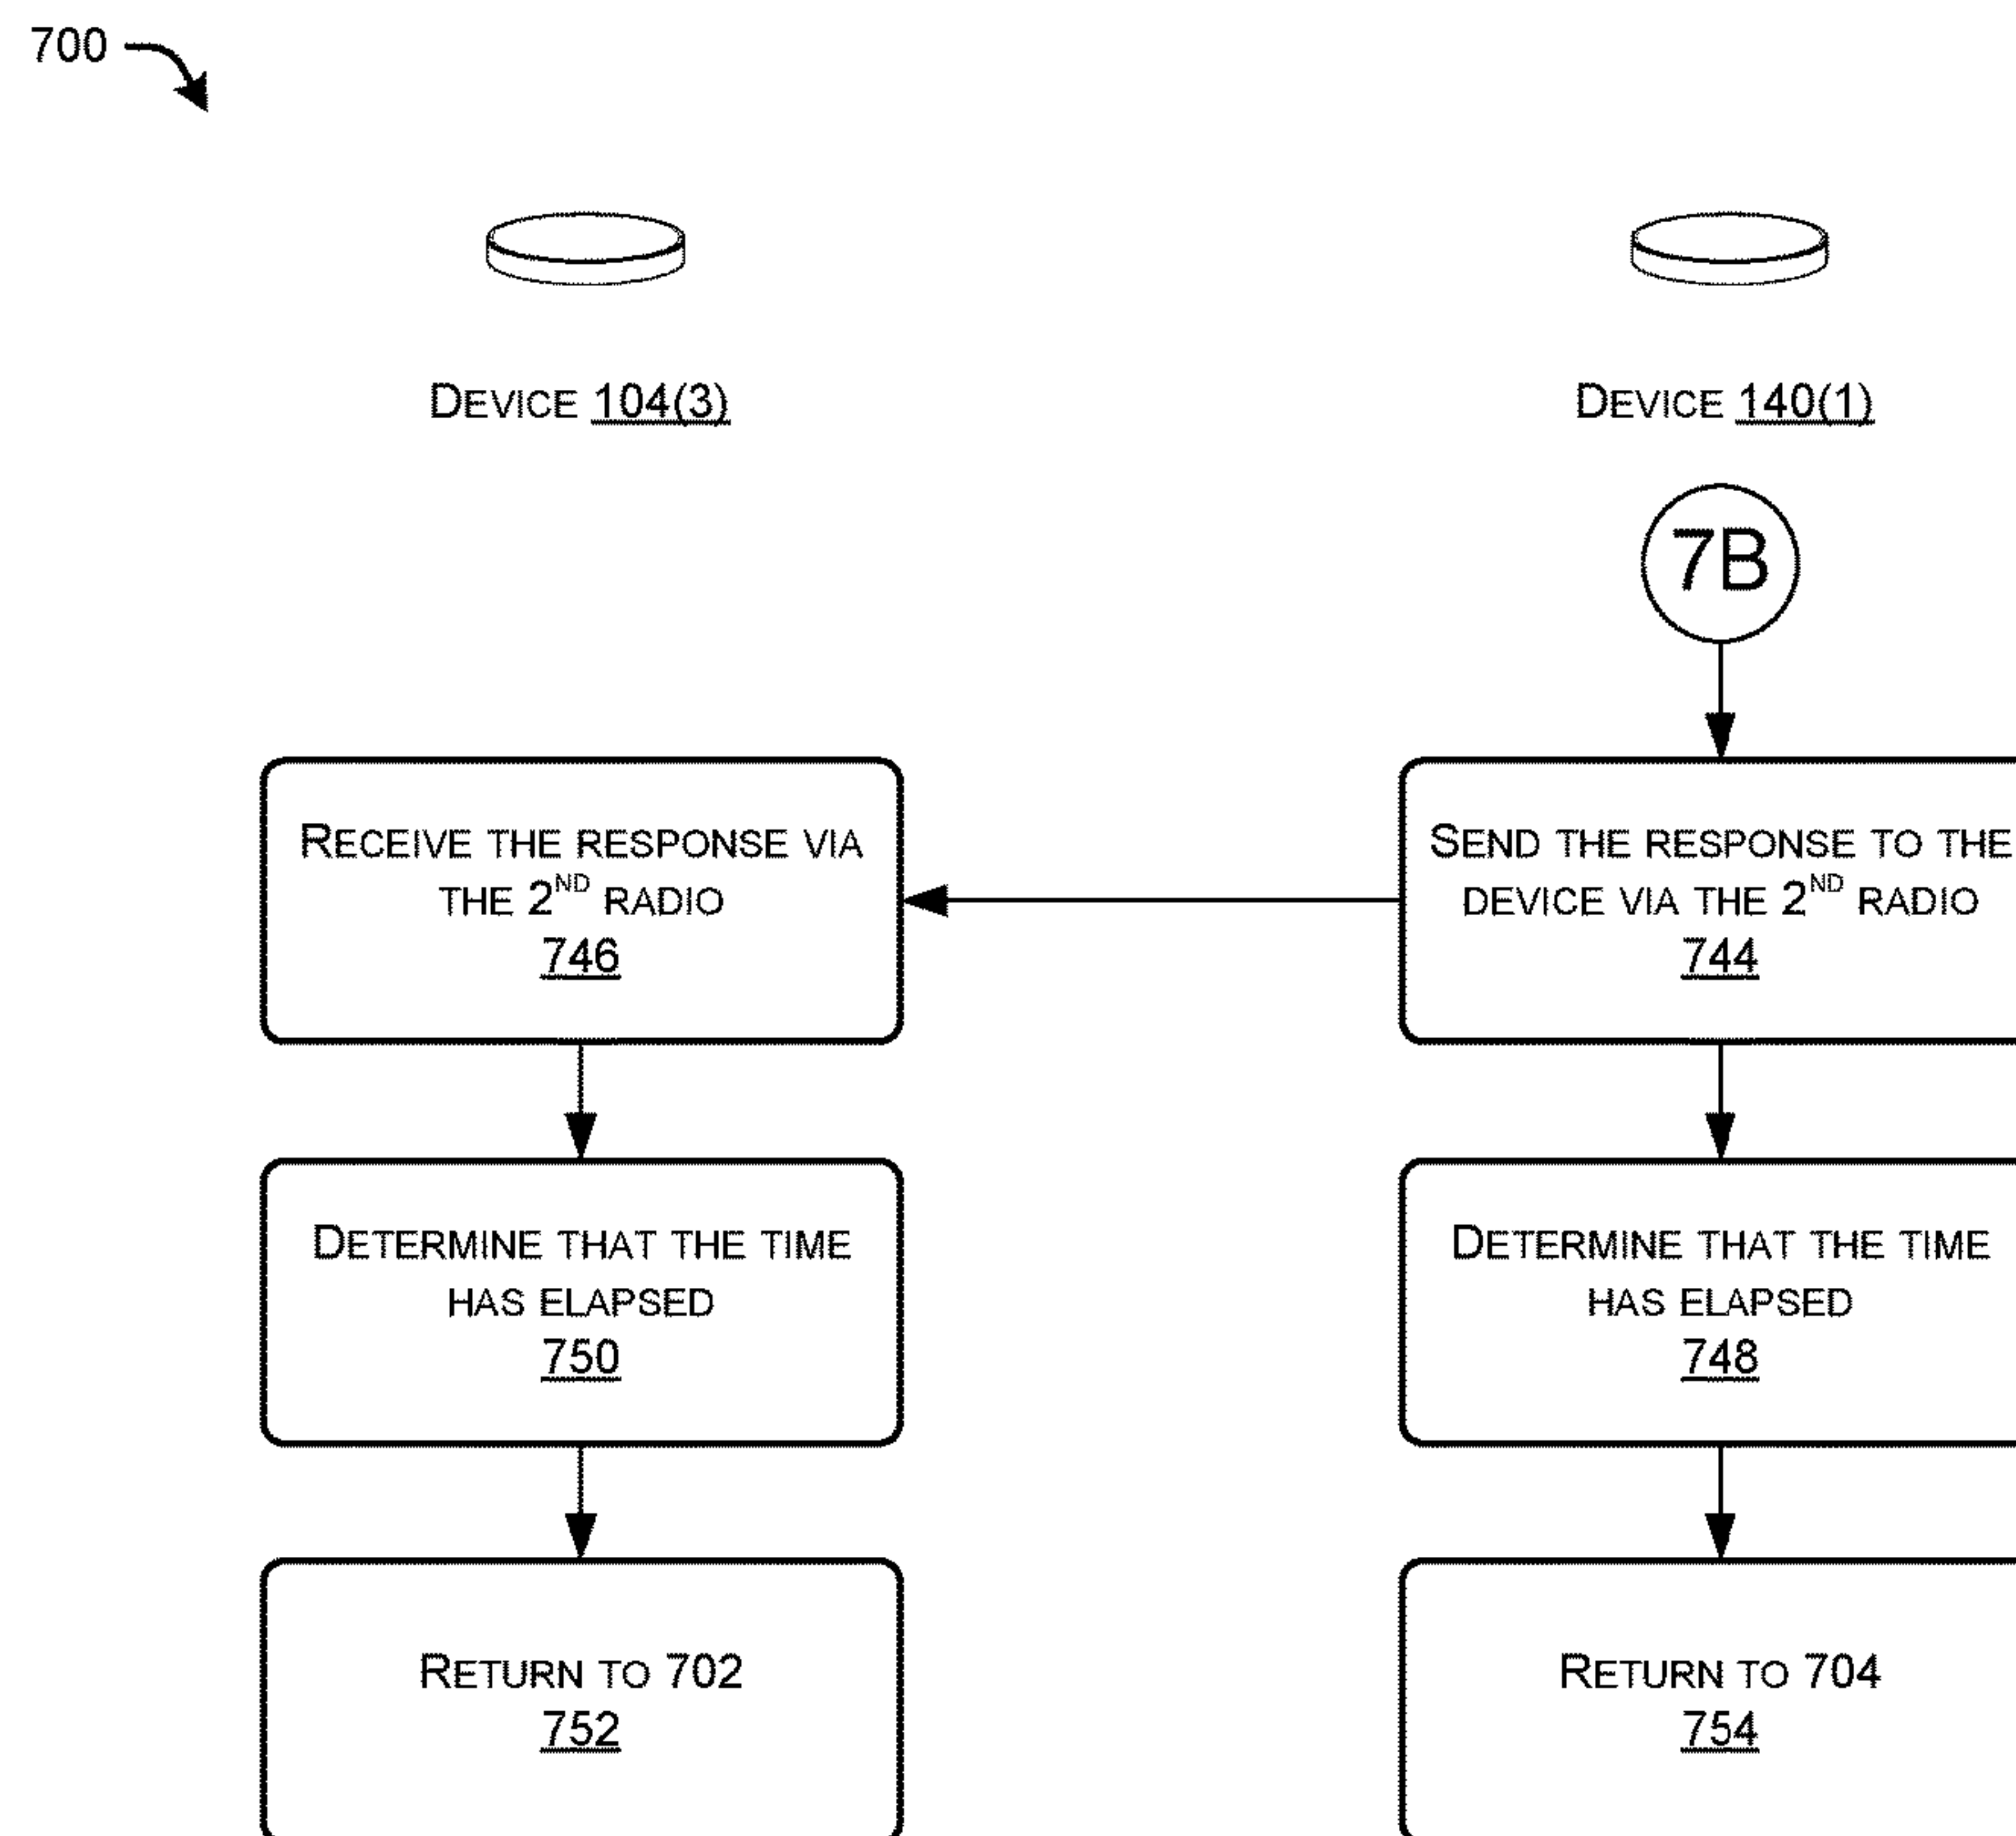 700
DEVICE 104(3)
DEVICE 140(1)
7B
RECEIVE THE RESPONSE VIA
THE 2ND RADIO
746
SEND THE RESPONSE TO THE
DEVICE VIA THE 2ND RADIO
744
DETERMINE THAT THE TIME
HAS ELAPSED
750
DETERMINE THAT THE TIME
HAS ELAPSED
748
RETURN TO 702
752
RETURN TO 704
754